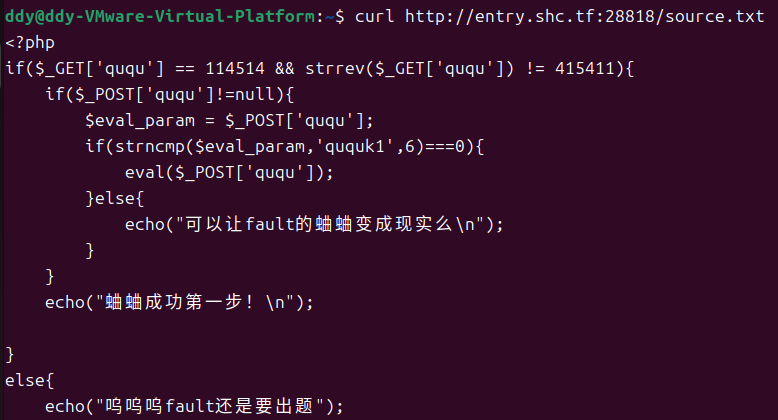 ddy@ddy-VMware-Virtual-Platform:~$ curl http://entry.shc.tf:28818/source.txt
<?php
if($_GET['ququ'] == 114514 && strrev($_GET['ququ']) != 415411){
    if($_POST['ququ']!=null){
        $eval_param = $_POST['ququ'];
        if(strncmp($eval_param,'ququk1',6)===0){
            eval($_POST['ququ']);
        }else{
            echo("可以让fault的蛐蛐变成现实么\n");
        }
    }
    echo("蛐蛐成功第一步！\n");
}
else{
    echo("呜呜呜fault还是要出题");